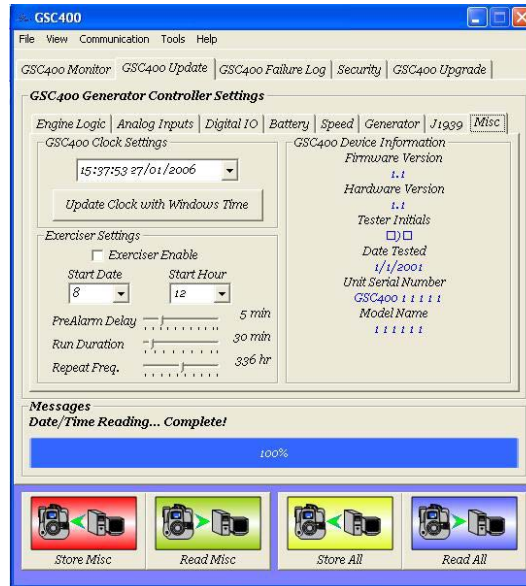 GSC400
File View Communication Tools Help
GSC400 Monitor GSC400 Update GSC400 Failure Log Security GSC400 Upgrade
GSC400 Generator Controller Settings
Engine Logic Analog Inputs Digital IO Battery Speed Generator J1939 Misc
GSC400 Clock Settings
15:37:53 27/01/2006
Update Clock with Windows Time
Exerciser Settings
Exerciser Enable
Start Date Start Hour
8 12
PreAlarm Delay 5 min
Run Duration 30 min
Repeat Freq. 336 hr
GSC400 Device Information
Firmware Version
1.1
Hardware Version
1.1
Tester Initials
□)□
Date Tested
1/1/2001
Unit Serial Number
GSC400 1 1 1 1 1
Model Name
1 1 1 1 1 1
Messages
Date/Time Reading... Complete!
100%
Store Misc Read Misc Store All Read All